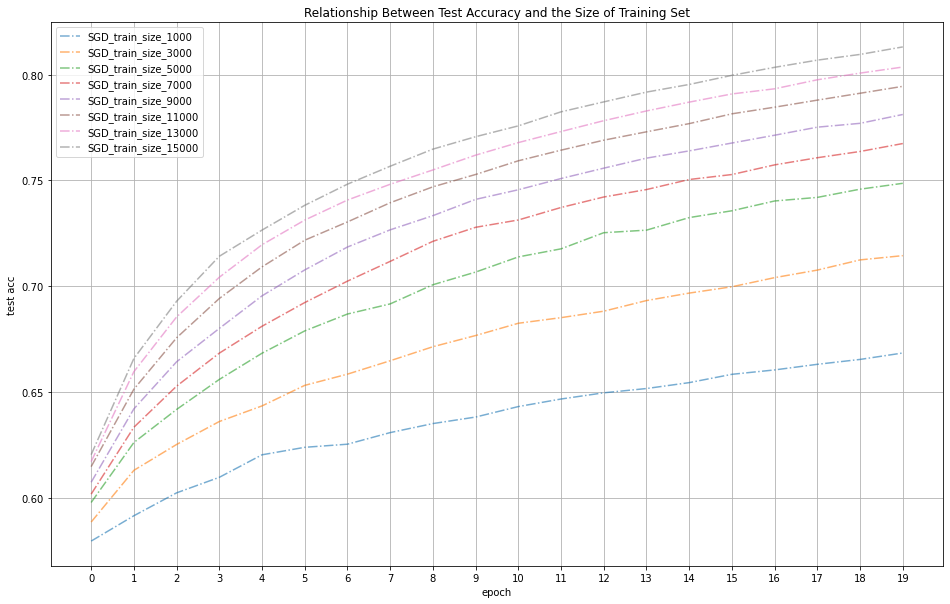 Relationship Between Test Accuracy and the Size of Training Set
SGD_train_size_1000
SGD_train_size_3000
SGD_train_size_5000
SGD_train_size_7000
SGD_train_size_9000
SGD_train_size_11000
SGD_train_size_13000
SGD_train_size_15000
0.80
0.75
0.70
0.65
0.60
test acc
0 1 2 3 4 5 6 7 8 9 10 11 12 13 14 15 16 17 18 19
epoch